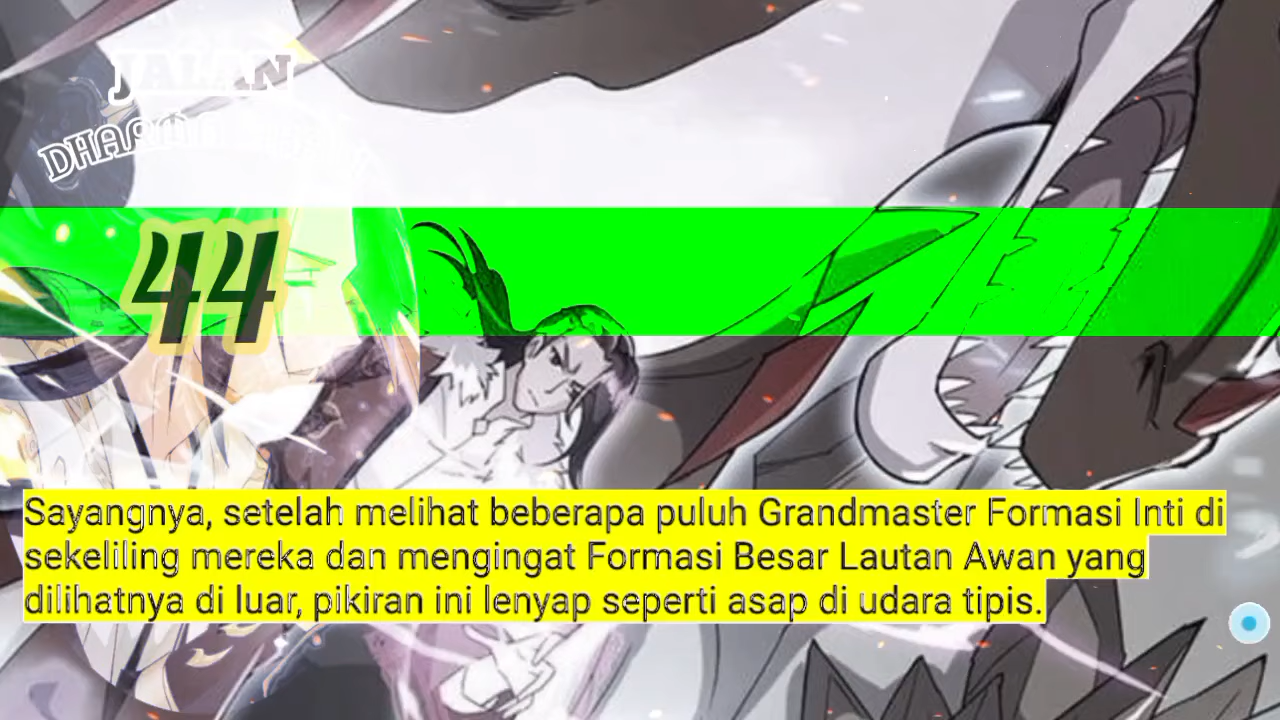 JALAN
44
Sayangnya, setelah melihat beberapa puluh Grandmaster Formasi Inti di
sekeliling mereka dan mengingat Formasi Besar Lautan Awan yang
dilihatnya di luar, pikiran ini lenyap seperti asap di udara tipis.